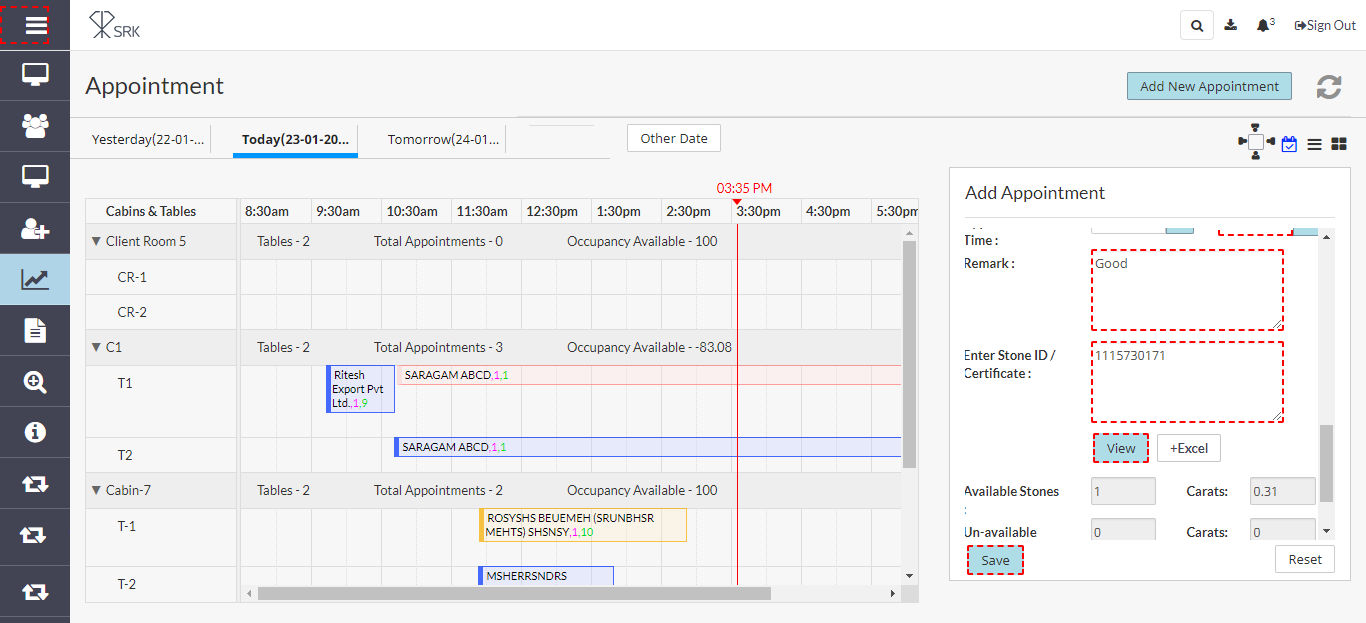 SRK
3
Sign Out
Appointment
Add New Appointment
Yesterday(22-01-...
Today(23-01-20...
Tomorrow(24-01...
Other Date
03:35 PM
Cabins & Tables 8:30am 9:30am 10:30am 11:30am 12:30pm 1:30pm 2:30pm 3:30pm 4:30pm 5:30pm
Client Room 5 Tables - 2 Total Appointments - 0 Occupancy Available - 100
CR-1
CR-2
C1 Tables - 2 Total Appointments - 3 Occupancy Available - -83.08
T1
Ritesh
Export Pvt
Ltd.,1,9
SARAGAM ABCD,1,1
T2
SARAGAM ABCD,1,1
Cabin-7 Tables - 2 Total Appointments - 2 Occupancy Available - 100
T-1
ROSYSHS BEUEMEH (SRUNBHSR
MEHTS) SHSNSY,1,10
T-2
MSHERRSNDRS
Add Appointment
Time :
Remark :
Good
Enter Stone ID /
Certificate :
1115730171
View
+Excel
Available Stones
:
1
Carats:
0.31
Un-available
0
Carats:
0
Save
Reset